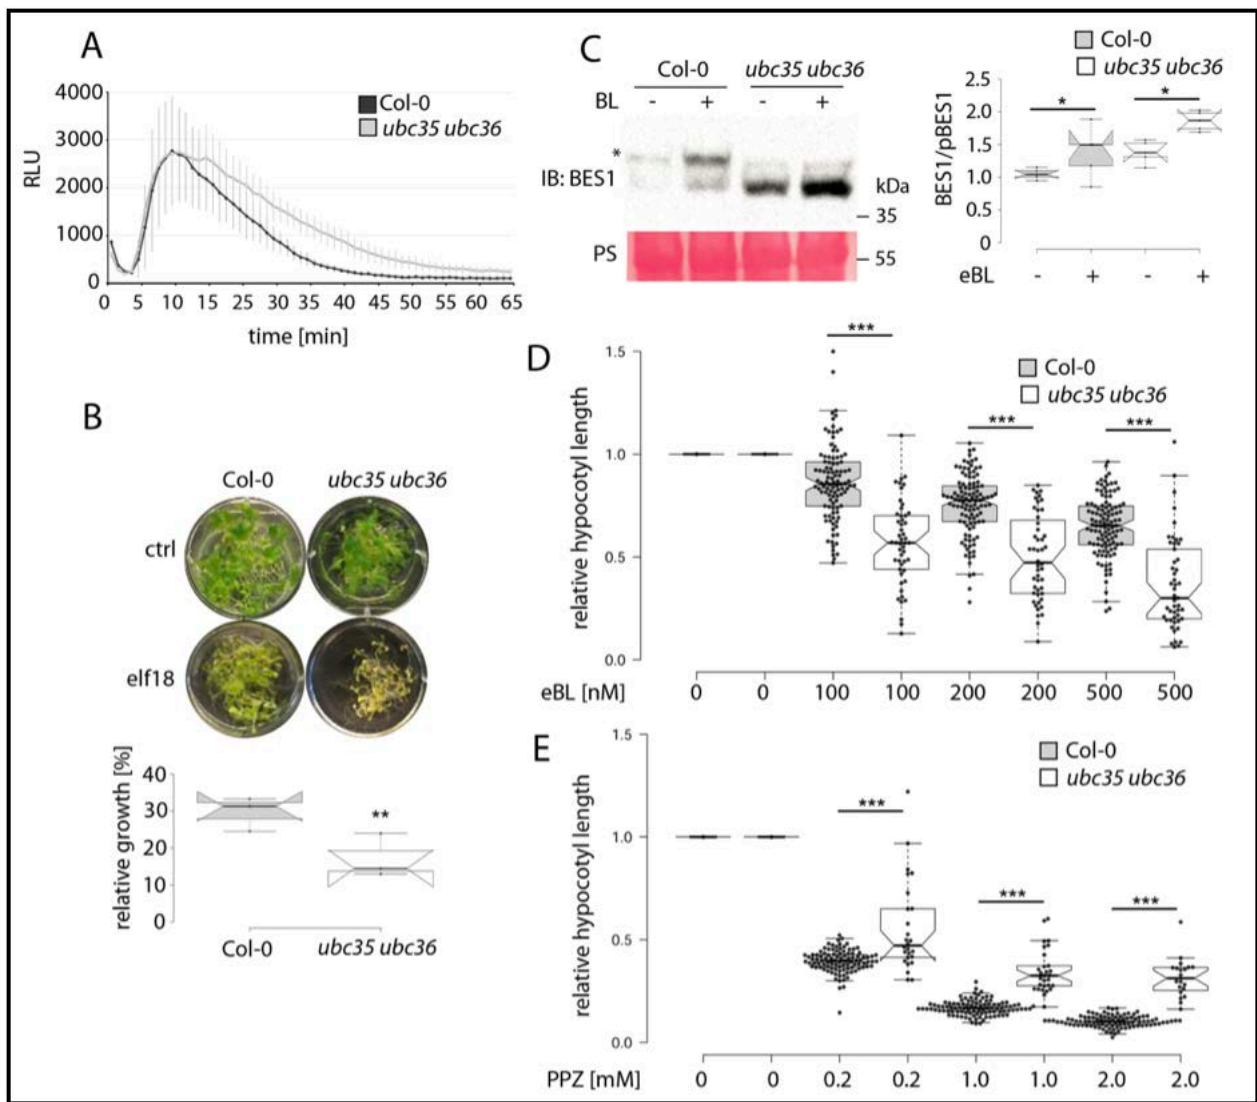 A
Col-0
ubc35 ubc36
RLU
4000
3000
2000
1000
0
0 5 10 15 20 25 30 35 40 45 50 55 60 65
time [min]
B
Col-0 ubc35 ubc36
ctrl
elf18
relative growth [%]
40
30
20
10
0
**
Col-0 ubc35 ubc36
C
Col-0 ubc35 ubc36
BL - + - +
*
IB: BES1
kDa
35
PS
55
Col-0
ubc35 ubc36
BES1/pBES1
2.5
2.0
1.5
1.0
1.0
0
* *
eBL - + - +
D
Col-0
ubc35 ubc36
relative hypocotyl length
1.5
1.0
0.5
0.0
*** *** ***
eBL [nM] 0 0 100 100 200 200 500 500
E
Col-0
ubc35 ubc36
relative hypocotyl length
1.5
1.0
0.5
0.0
*** *** ***
PPZ [mM] 0 0 0.2 0.2 1.0 1.0 2.0 2.0